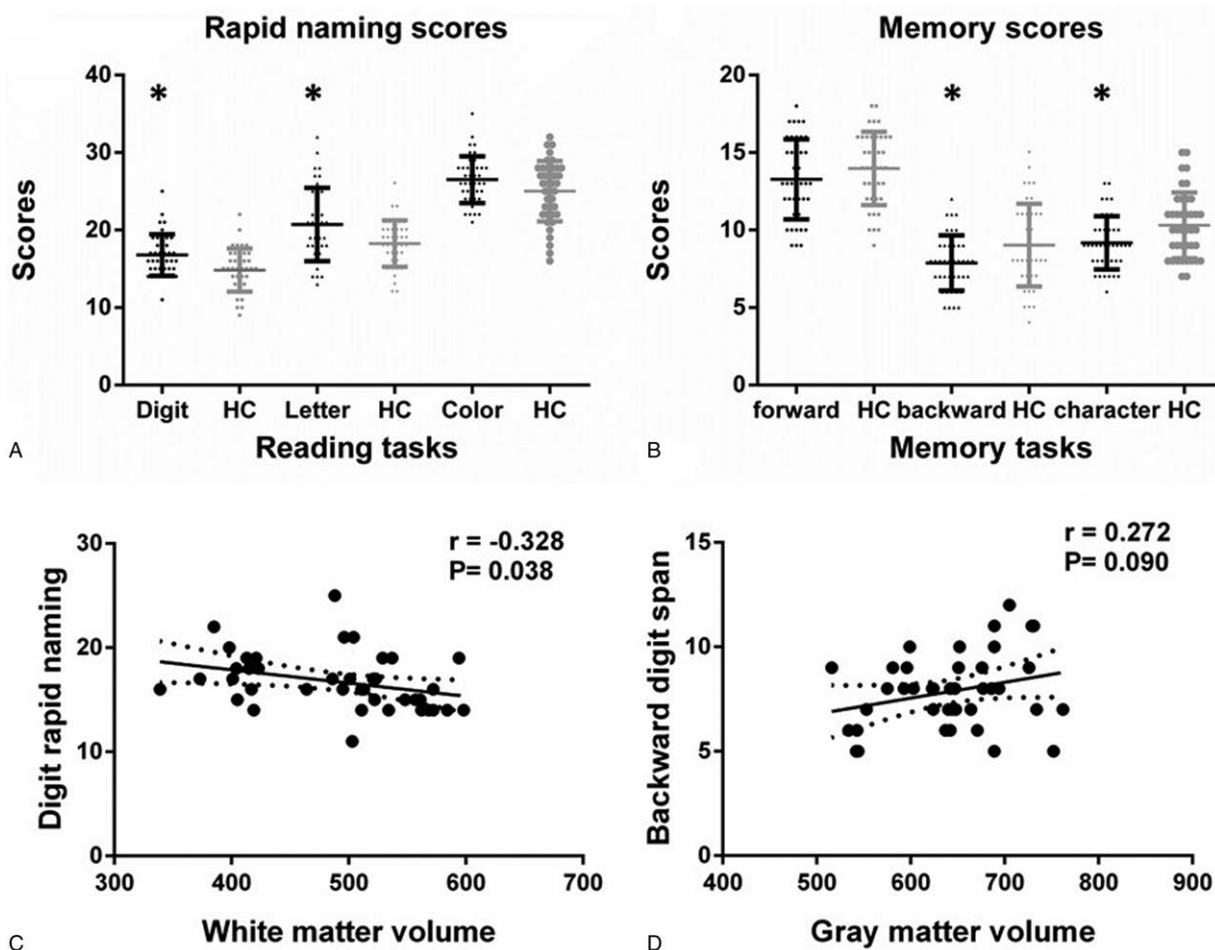 Rapid naming scores
40
30
20
10
0
Scores
* *
Digit HC Letter HC Color HC
Reading tasks
A
Memory scores
20
15
10
5
0
Scores
* *
forward HC backward HC character HC
Memory tasks
B
30
20
10
0
Digit rapid naming
r = -0.328
P= 0.038
300 400 500 600 700
White matter volume
C
15
10
5
0
Backward digit span
r = 0.272
P= 0.090
400 500 600 700 800 900
Gray matter volume
D